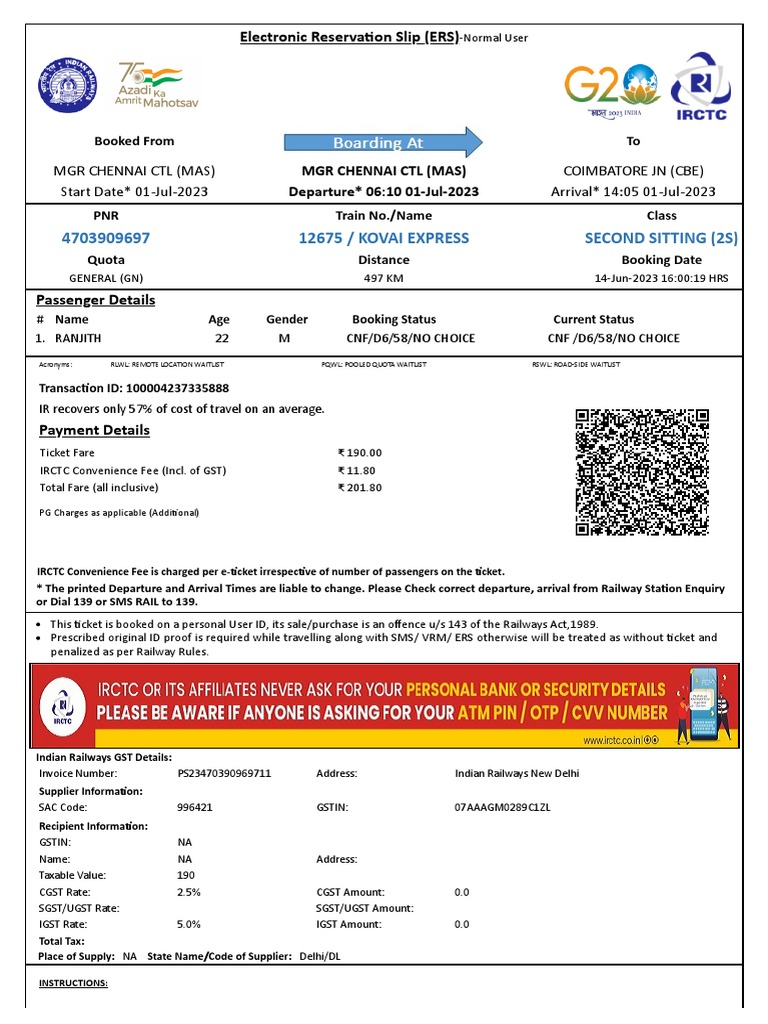 Electronic Reservation Slip (ERS)-Normal User
INDIAN RAILWAYS
75 Azadi Ka Amrit Mahotsav
G20
भारत 2023 INDIA
IRCTC
Booked From Boarding At To
MGR CHENNAI CTL (MAS) MGR CHENNAI CTL (MAS) COIMBATORE JN (CBE)
Start Date* 01-Jul-2023 Departure* 06:10 01-Jul-2023 Arrival* 14:05 01-Jul-2023
PNR Train No./Name Class
4703909697 12675 / KOVAI EXPRESS SECOND SITTING (2S)
Quota Distance Booking Date
GENERAL (GN) 497 KM 14-Jun-2023 16:00:19 HRS
Passenger Details
# Name Age Gender Booking Status Current Status
1. RANJITH 22 M CNF/D6/58/NO CHOICE CNF /D6/58/NO CHOICE
Acronyms: RLWL: REMOTE LOCATION WAITLIST PQWL: POOLED QUOTA WAITLIST RSWL: ROAD-SIDE WAITLIST
Transaction ID: 100004237335888
IR recovers only 57% of cost of travel on an average.
Payment Details
Ticket Fare ₹ 190.00
IRCTC Convenience Fee (Incl. of GST) ₹ 11.80
Total Fare (all inclusive) ₹ 201.80
PG Charges as applicable (Additional)
IRCTC Convenience Fee is charged per e-ticket irrespective of number of passengers on the ticket.
* The printed Departure and Arrival Times are liable to change. Please Check correct departure, arrival from Railway Station Enquiry
or Dial 139 or SMS RAIL to 139.
• This ticket is booked on a personal User ID, its sale/purchase is an offence u/s 143 of the Railways Act,1989.
• Prescribed original ID proof is required while travelling along with SMS/ VRM/ ERS otherwise will be treated as without ticket and
penalized as per Railway Rules.
IRCTC OR ITS AFFILIATES NEVER ASK FOR YOUR PERSONAL BANK OR SECURITY DETAILS
PLEASE BE AWARE IF ANYONE IS ASKING FOR YOUR ATM PIN / OTP / CVV NUMBER
IRCTC
www.irctc.co.in
Indian Railways GST Details:
Invoice Number: PS23470390969711 Address: Indian Railways New Delhi
Supplier Information:
SAC Code: 996421 GSTIN: 07AAAGM0289C1ZL
Recipient Information:
GSTIN: NA
Name: NA Address:
Taxable Value: 190
CGST Rate: 2.5% CGST Amount: 0.0
SGST/UGST Rate: SGST/UGST Amount:
IGST Rate: 5.0% IGST Amount: 0.0
Total Tax:
Place of Supply: NA State Name/Code of Supplier: Delhi/DL
INSTRUCTIONS: